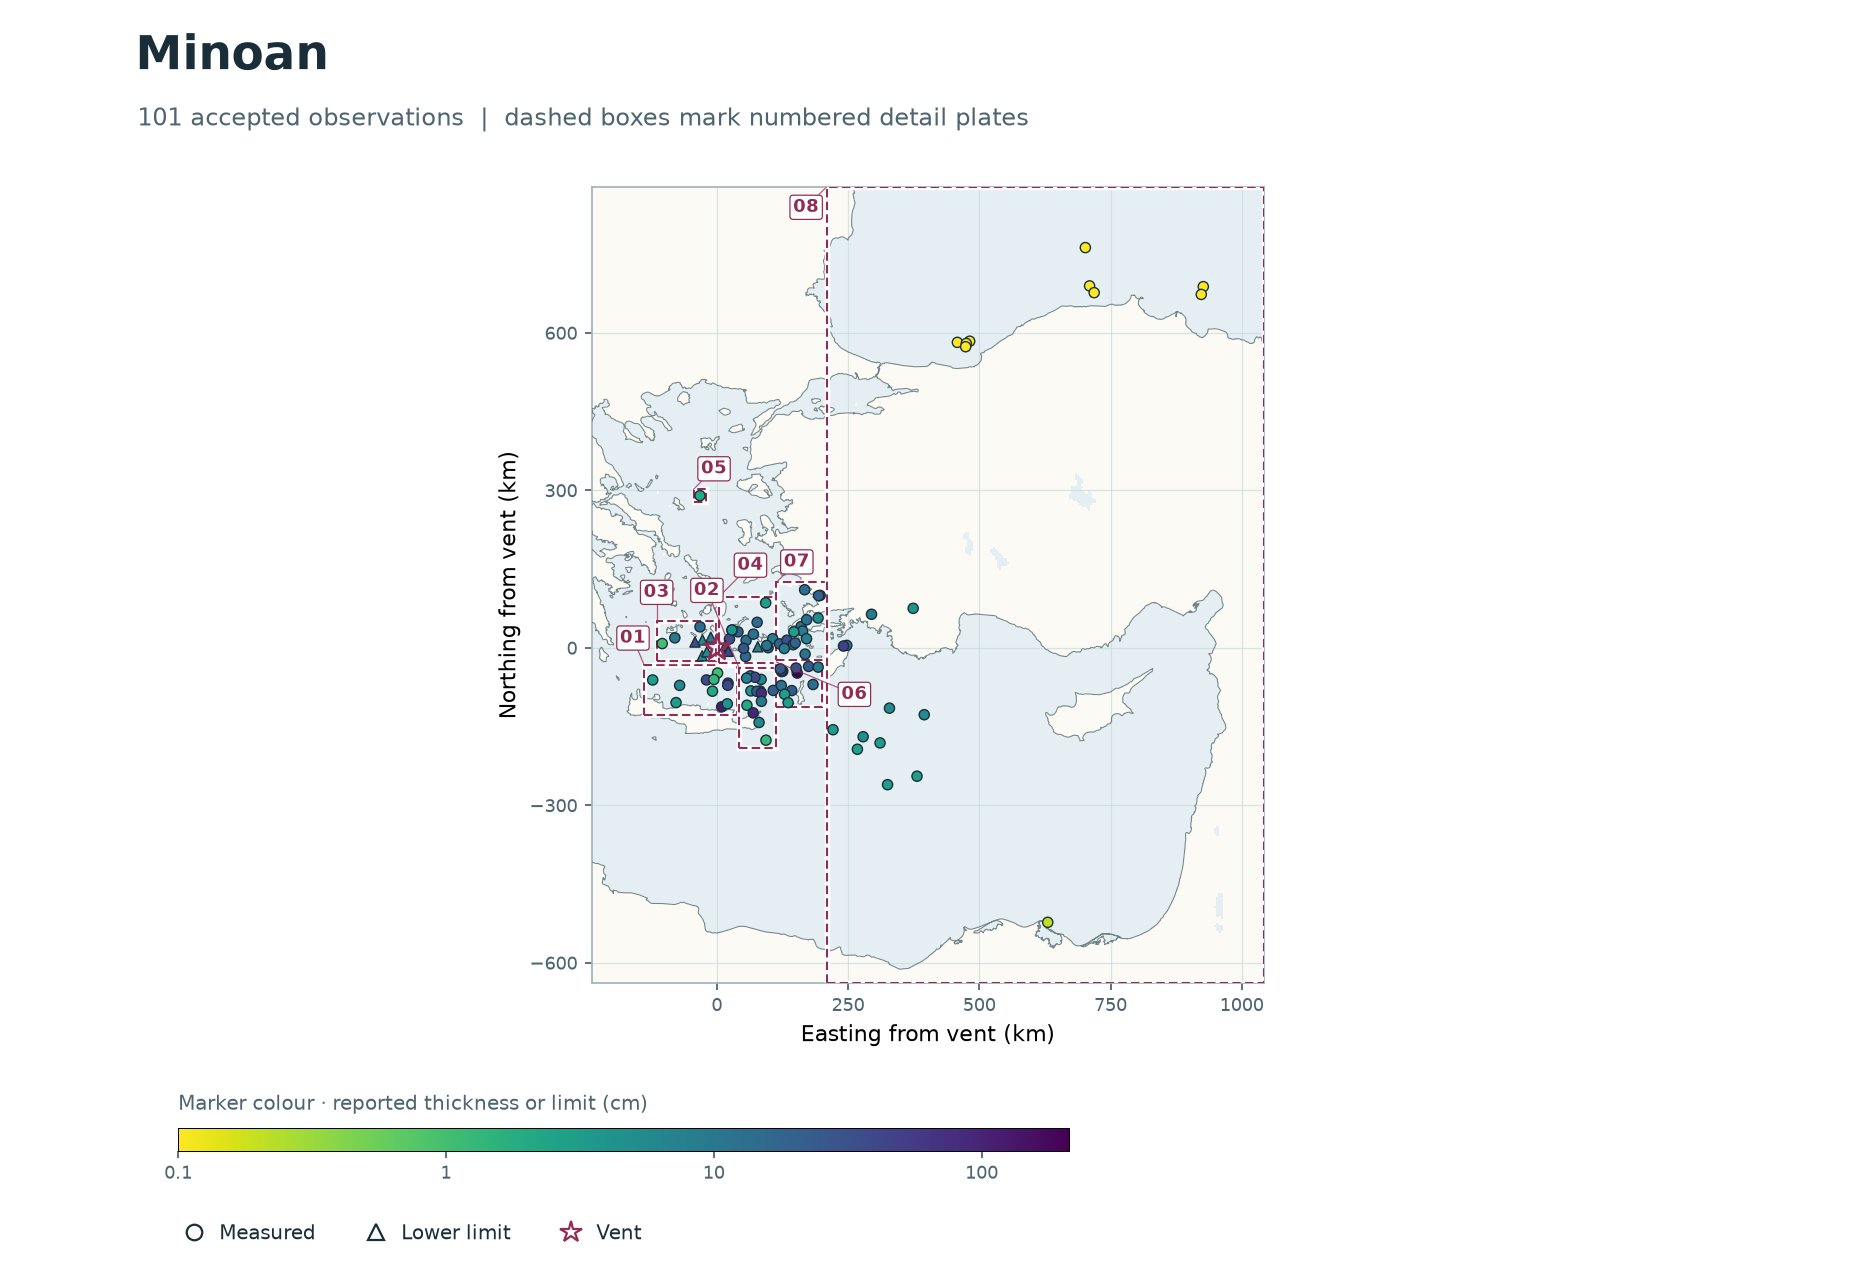 Minoan
101 accepted observations | dashed boxes mark numbered detail plates
08
600
05
300
04
07
03
02
01
0
06
−300
−600
0 250 500 750 1000
Northing from vent (km)
Easting from vent (km)
Marker colour · reported thickness or limit (cm)
0.1 1 10 100
Measured Lower limit Vent